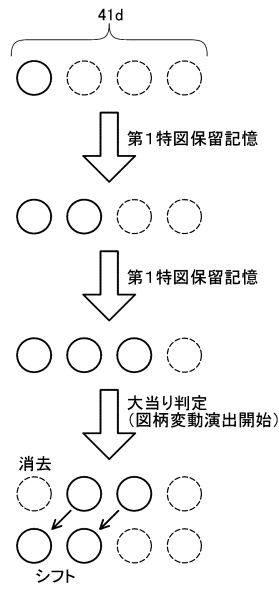 41d
第1特図保留記憶
第1特図保留記憶
大当り判定
(図柄変動演出開始)
消去
シフト